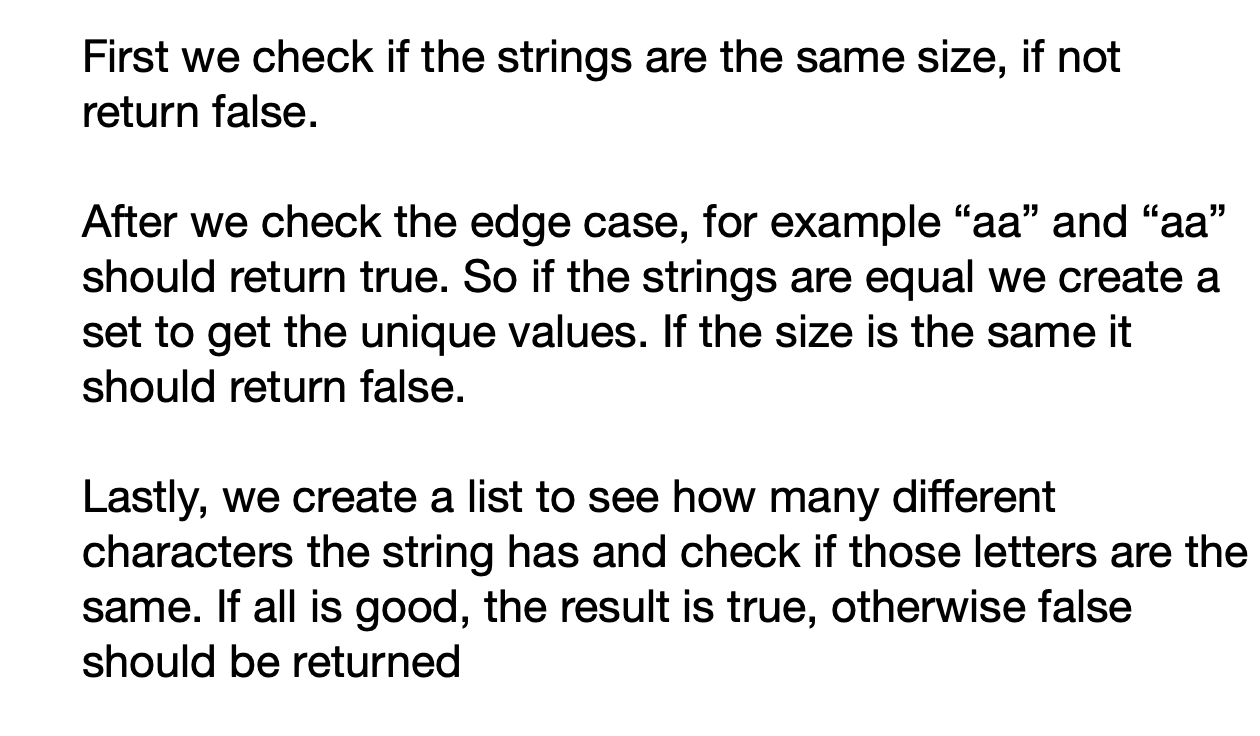 First we check if the strings are the same size, if not
return false.
After we check the edge case, for example “aa” and “aa”
should return true. So if the strings are equal we create a
set to get the unique values. If the size is the same it
should return false.
Lastly, we create a list to see how many different
characters the string has and check if those letters are the
same. If all is good, the result is true, otherwise false
should be returned